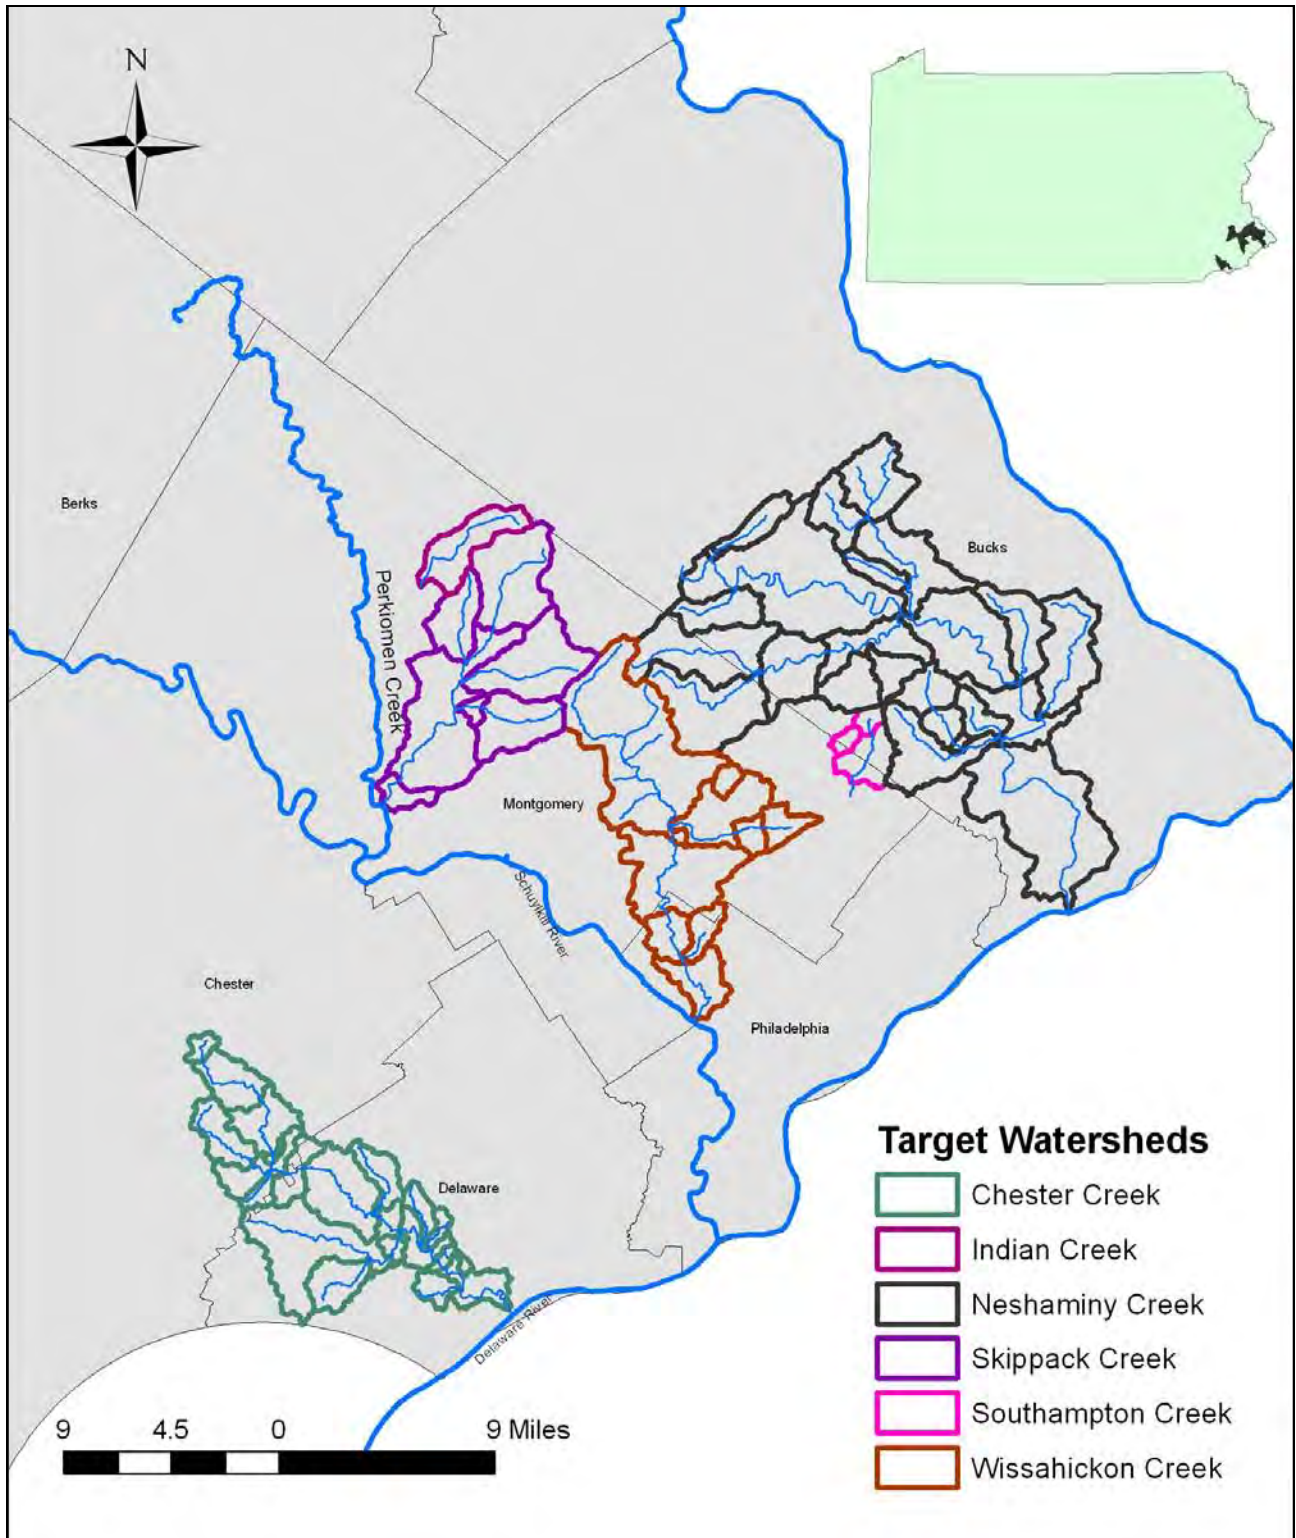 N
Berks
Bucks
Perkiomen Creek
Montgomery
Schuylkill River
Chester
Philadelphia
Delaware
Delaware River
Target Watersheds
Chester Creek
Indian Creek
Neshaminy Creek
Skippack Creek
Southampton Creek
Wissahickon Creek
9 4.5 0 9 Miles